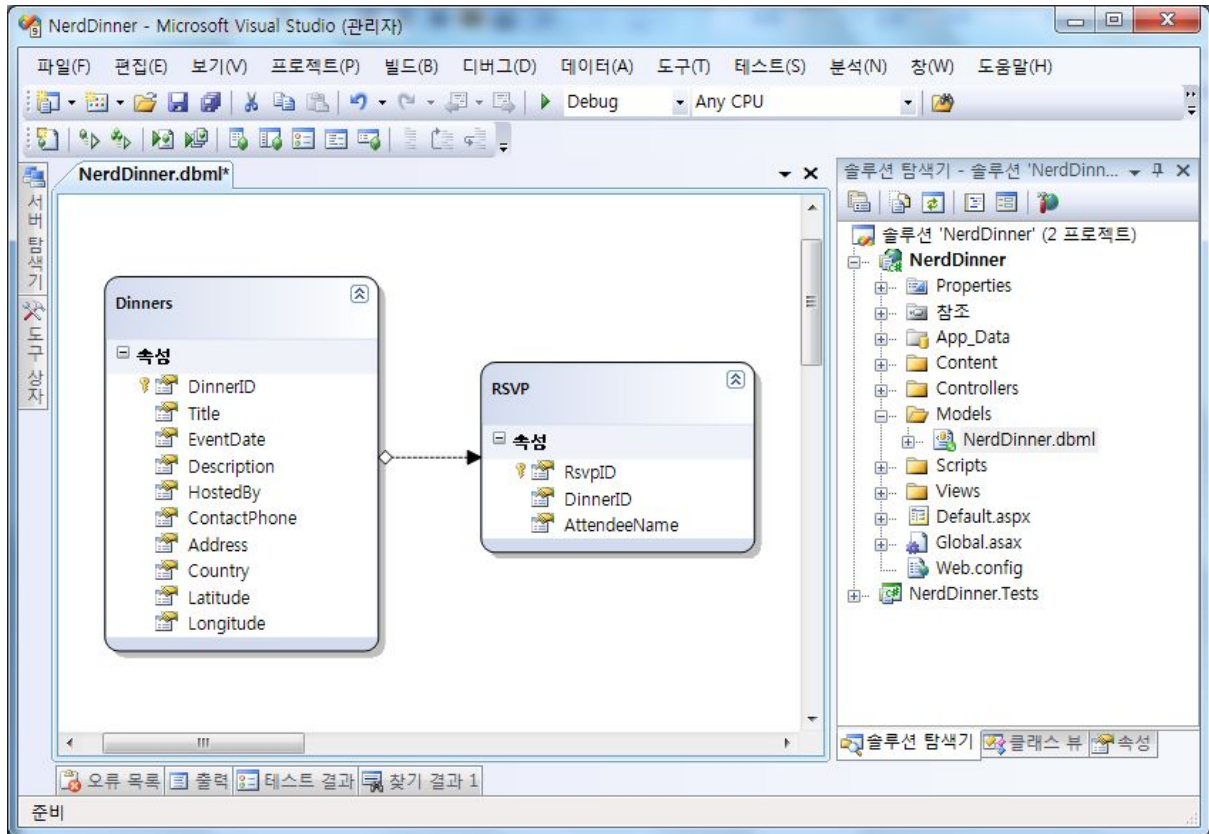 NerdDinner - Microsoft Visual Studio (관리자)
파일(F) 편집(E) 보기(V) 프로젝트(P) 빌드(B) 디버그(D) 데이터(A) 도구(T) 테스트(S) 분석(N) 창(W) 도움말(H)
Debug Any CPU
서버 탐색기
도구 상자
NerdDinner.dbml*
Dinners
속성
DinnerID
Title
EventDate
Description
HostedBy
ContactPhone
Address
Country
Latitude
Longitude
RSVP
속성
RsvpID
DinnerID
AttendeeName
솔루션 탐색기 - 솔루션 'NerdDinn...
솔루션 'NerdDinner' (2 프로젝트)
NerdDinner
Properties
참조
App_Data
Content
Controllers
Models
NerdDinner.dbml
Scripts
Views
Default.aspx
Global.asax
Web.config
NerdDinner.Tests
솔루션 탐색기 클래스 뷰 속성
오류 목록 출력 테스트 결과 찾기 결과 1
준비